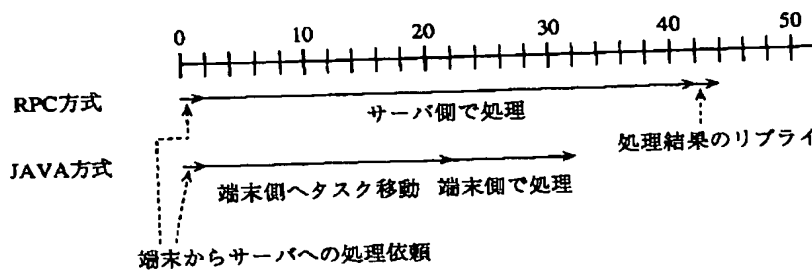 0 10 20 30 40 50
RPC方式
サーバ側で処理
処理結果のリプライ
JAVA方式
端末側へタスク移動 端末側で処理
端末からサーバへの処理依頼